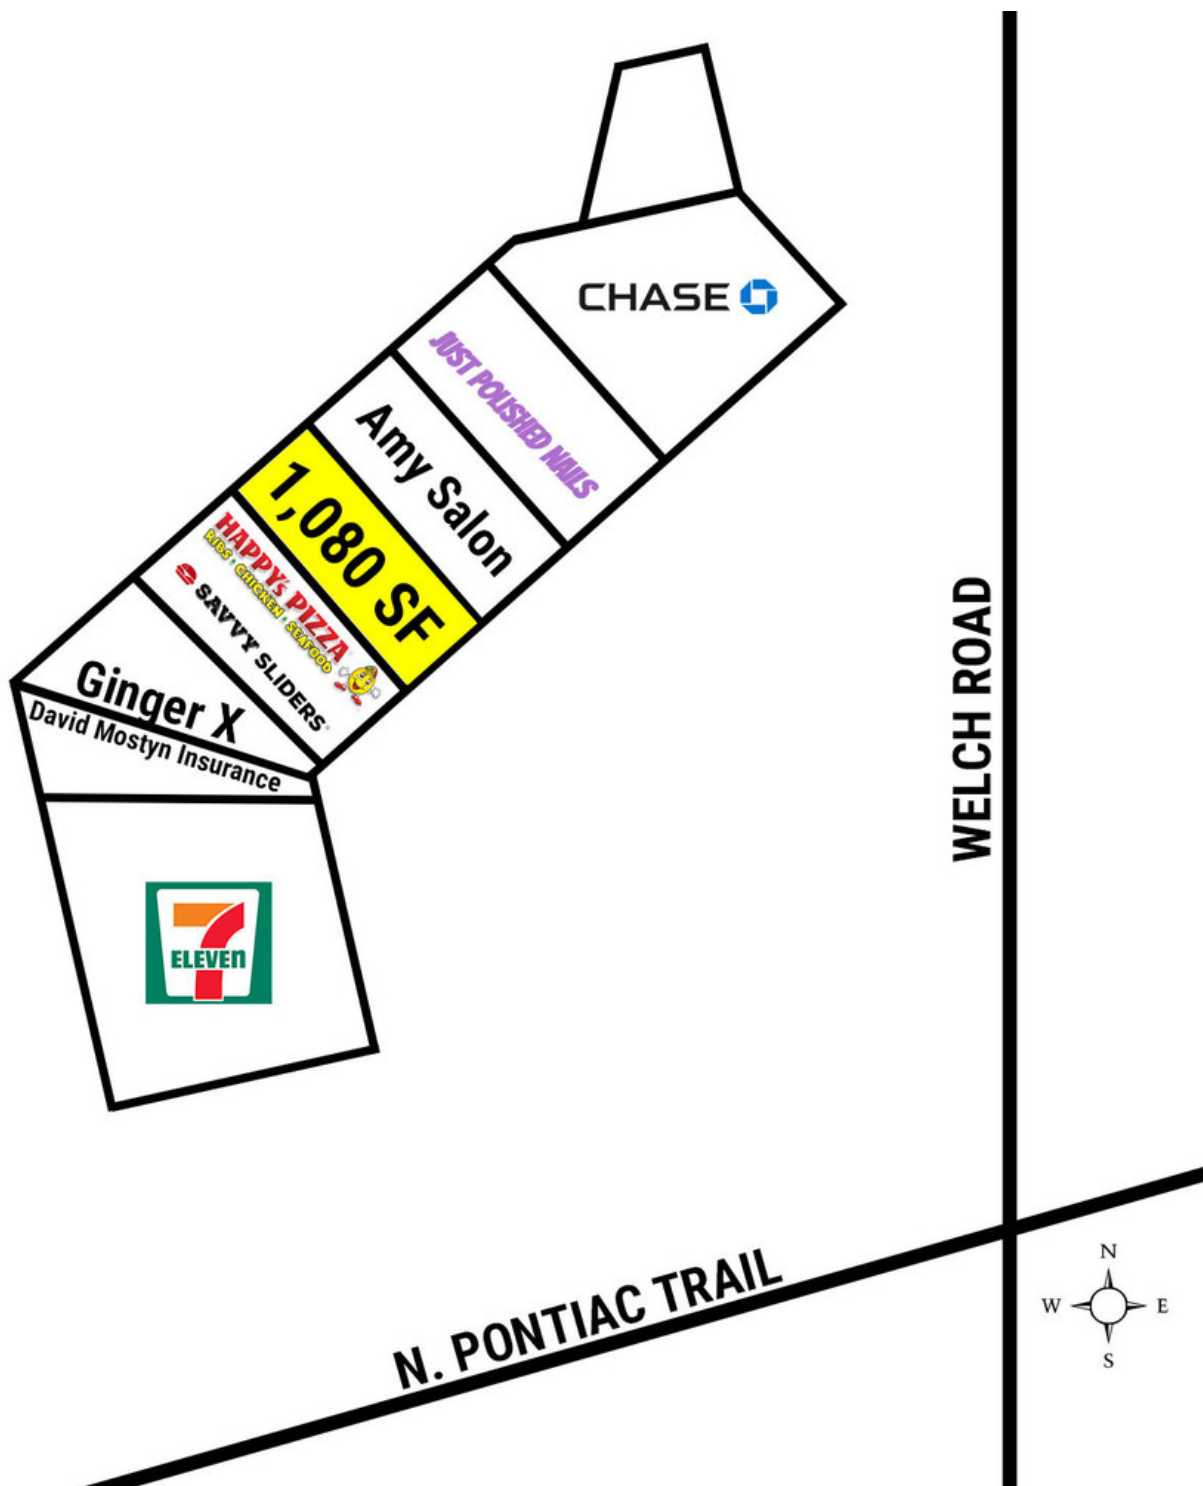 CHASE
JUST POLISHED NAILS
Amy Salon
1,080 SF
HAPPY's PIZZA
RIBS • CHICKEN • SEAFOOD
SAVVY SLIDERS
Ginger X
David Mostyn Insurance
7
ELEVEn
WELCH ROAD
N. PONTIAC TRAIL
N
W E
S